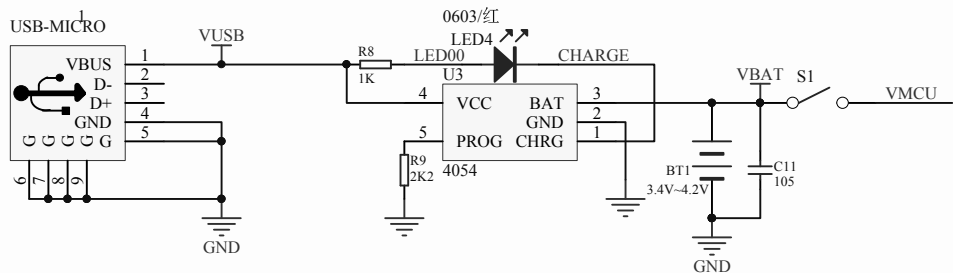 1
USB-MICRO
VBUS 1
D- 2
D+ 3
GND 4
G 5
G G G G
6 7 8 9
VUSB
GND
R8
1K
LED00
0603/红
LED4
CHARGE
U3
4 VCC BAT 3
GND 2
5 PROG CHRG 1
4054
R9
2K2
VBAT
S1
VMCU
BT1
3.4V~4.2V
C11
105
GND